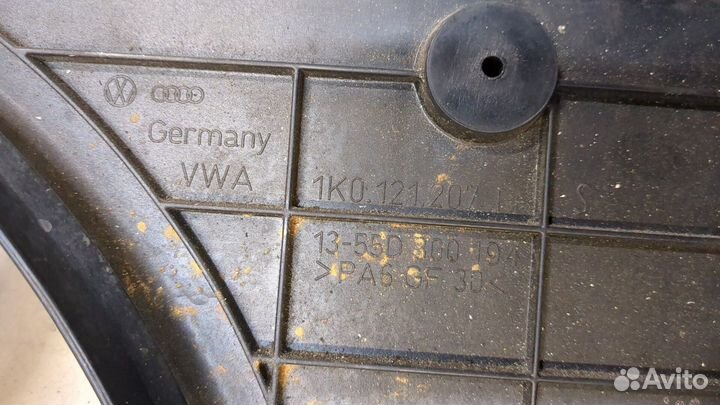 Germany
VWA
1K0.121.207
S
13-55D
>PA6-GF 30<
Avito